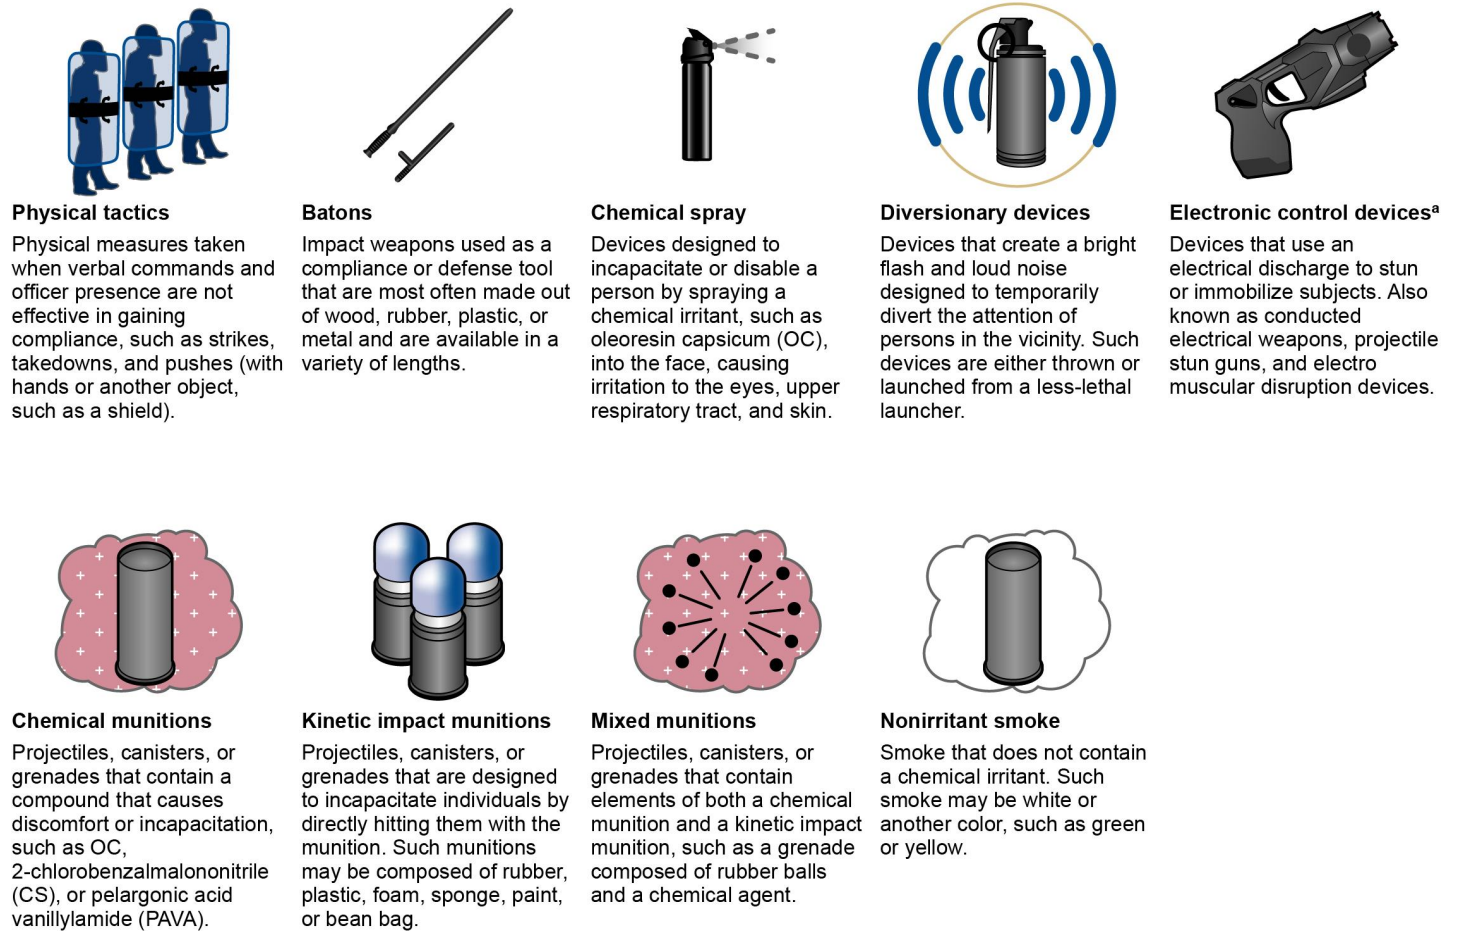 Physical tactics
Physical measures taken
when verbal commands and
officer presence are not
effective in gaining
compliance, such as strikes,
takedowns, and pushes (with
hands or another object,
such as a shield).
Batons
Impact weapons used as a
compliance or defense tool
that are most often made out
of wood, rubber, plastic, or
metal and are available in a
variety of lengths.
Chemical spray
Devices designed to
incapacitate or disable a
person by spraying a
chemical irritant, such as
oleoresin capsicum (OC),
into the face, causing
irritation to the eyes, upper
respiratory tract, and skin.
Diversionary devices
Devices that create a bright
flash and loud noise
designed to temporarily
divert the attention of
persons in the vicinity. Such
devices are either thrown or
launched from a less-lethal
launcher.
Electronic control devicesᵃ
Devices that use an
electrical discharge to stun
or immobilize subjects. Also
known as conducted
electrical weapons, projectile
stun guns, and electro
muscular disruption devices.
Chemical munitions
Projectiles, canisters, or
grenades that contain a
compound that causes
discomfort or incapacitation,
such as OC,
2-chlorobenzalmalononitrile
(CS), or pelargonic acid
vanillylamide (PAVA).
Kinetic impact munitions
Projectiles, canisters, or
grenades that are designed
to incapacitate individuals by
directly hitting them with the
munition. Such munitions
may be composed of rubber,
plastic, foam, sponge, paint,
or bean bag.
Mixed munitions
Projectiles, canisters, or
grenades that contain
elements of both a chemical
munition and a kinetic impact
munition, such as a grenade
composed of rubber balls
and a chemical agent.
Nonirritant smoke
Smoke that does not contain
a chemical irritant. Such
smoke may be white or
another color, such as green
or yellow.